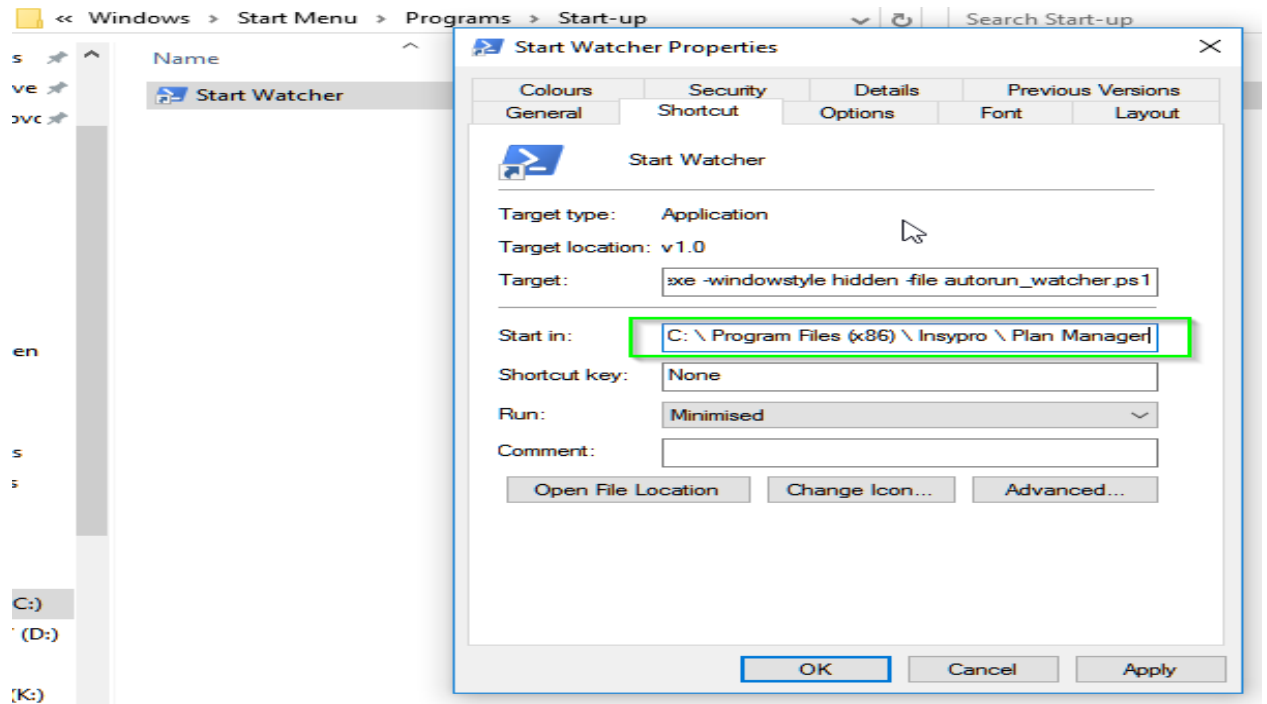 « Windows > Start Menu > Programs > Start-up
Search Start-up
Name
Start Watcher
Start Watcher Properties
Colours Security Details Previous Versions
General Shortcut Options Font Layout
Start Watcher
Target type: Application
Target location: v1.0
Target: -windowstyle hidden -file autorun_watcher.ps1
Start in: C: \ Program Files (x86) \ Insypro \ Plan Manager
Shortcut key: None
Run: Minimised
Comment:
Open File Location Change Icon... Advanced...
OK Cancel Apply
s
ve
en
s
s
C:)
(D:)
(K:)